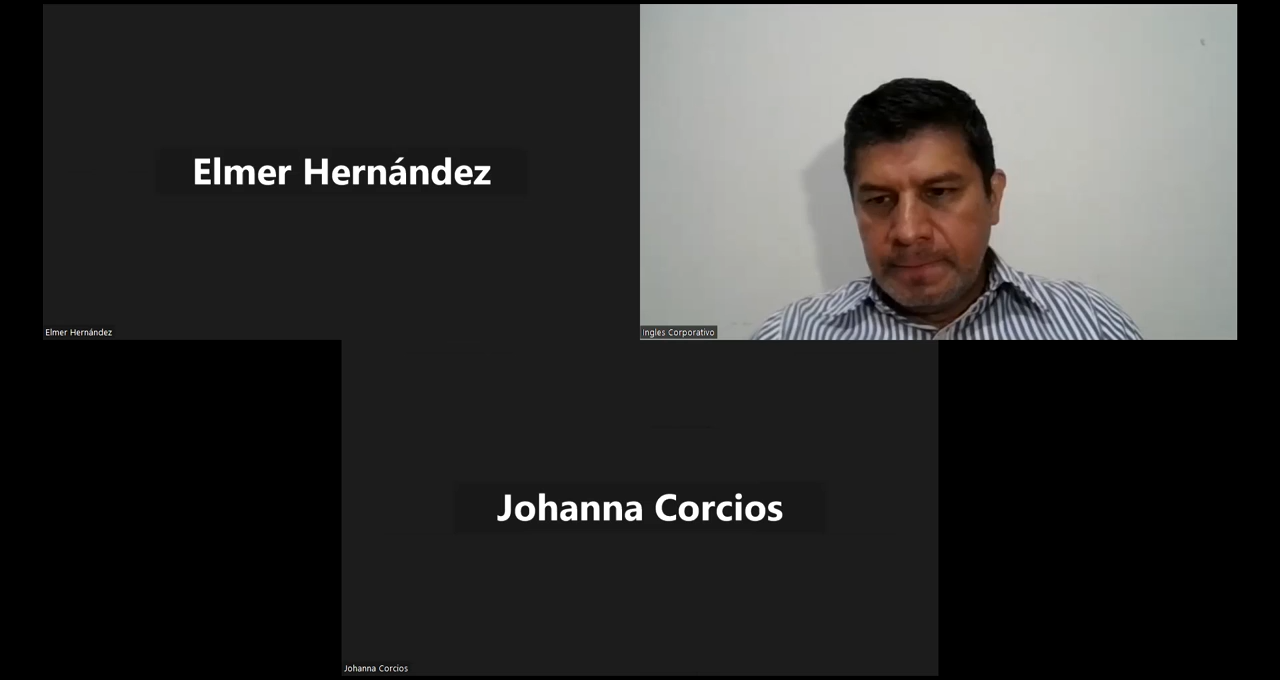 Elmer Hernández
Elmer Hernández
Ingles Corporativo
Johanna Corcios
Johanna Corcios